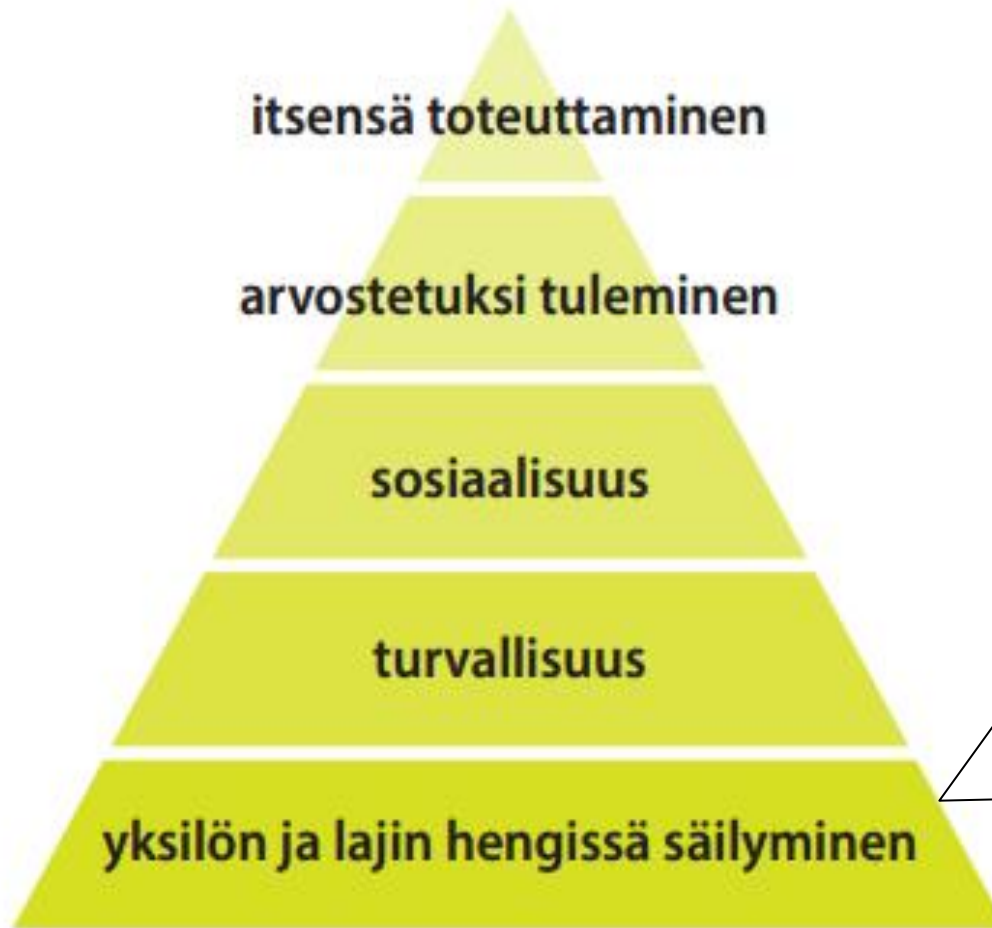 itsensä toteuttaminen
arvostetuksi tuleminen
sosiaalisuus
turvallisuus
yksilön ja lajin hengissä säilyminen